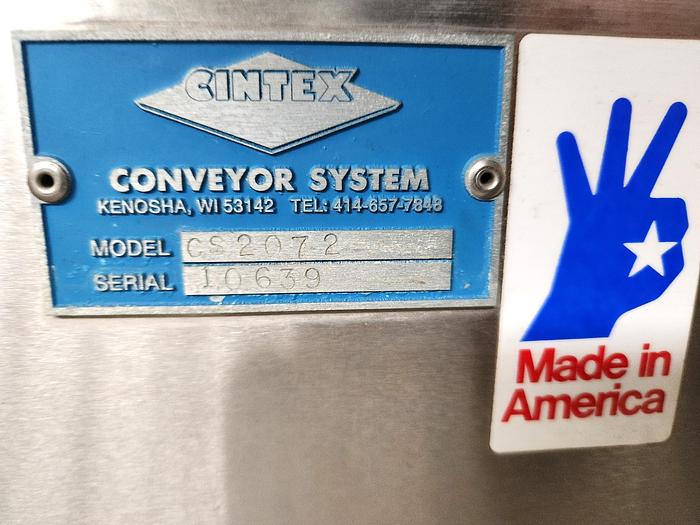 CINTEX
CONVEYOR SYSTEM
KENOSHA, WI 53142 TEL: 414-657-7848
MODEL CS2072
SERIAL 10639
Made in
America